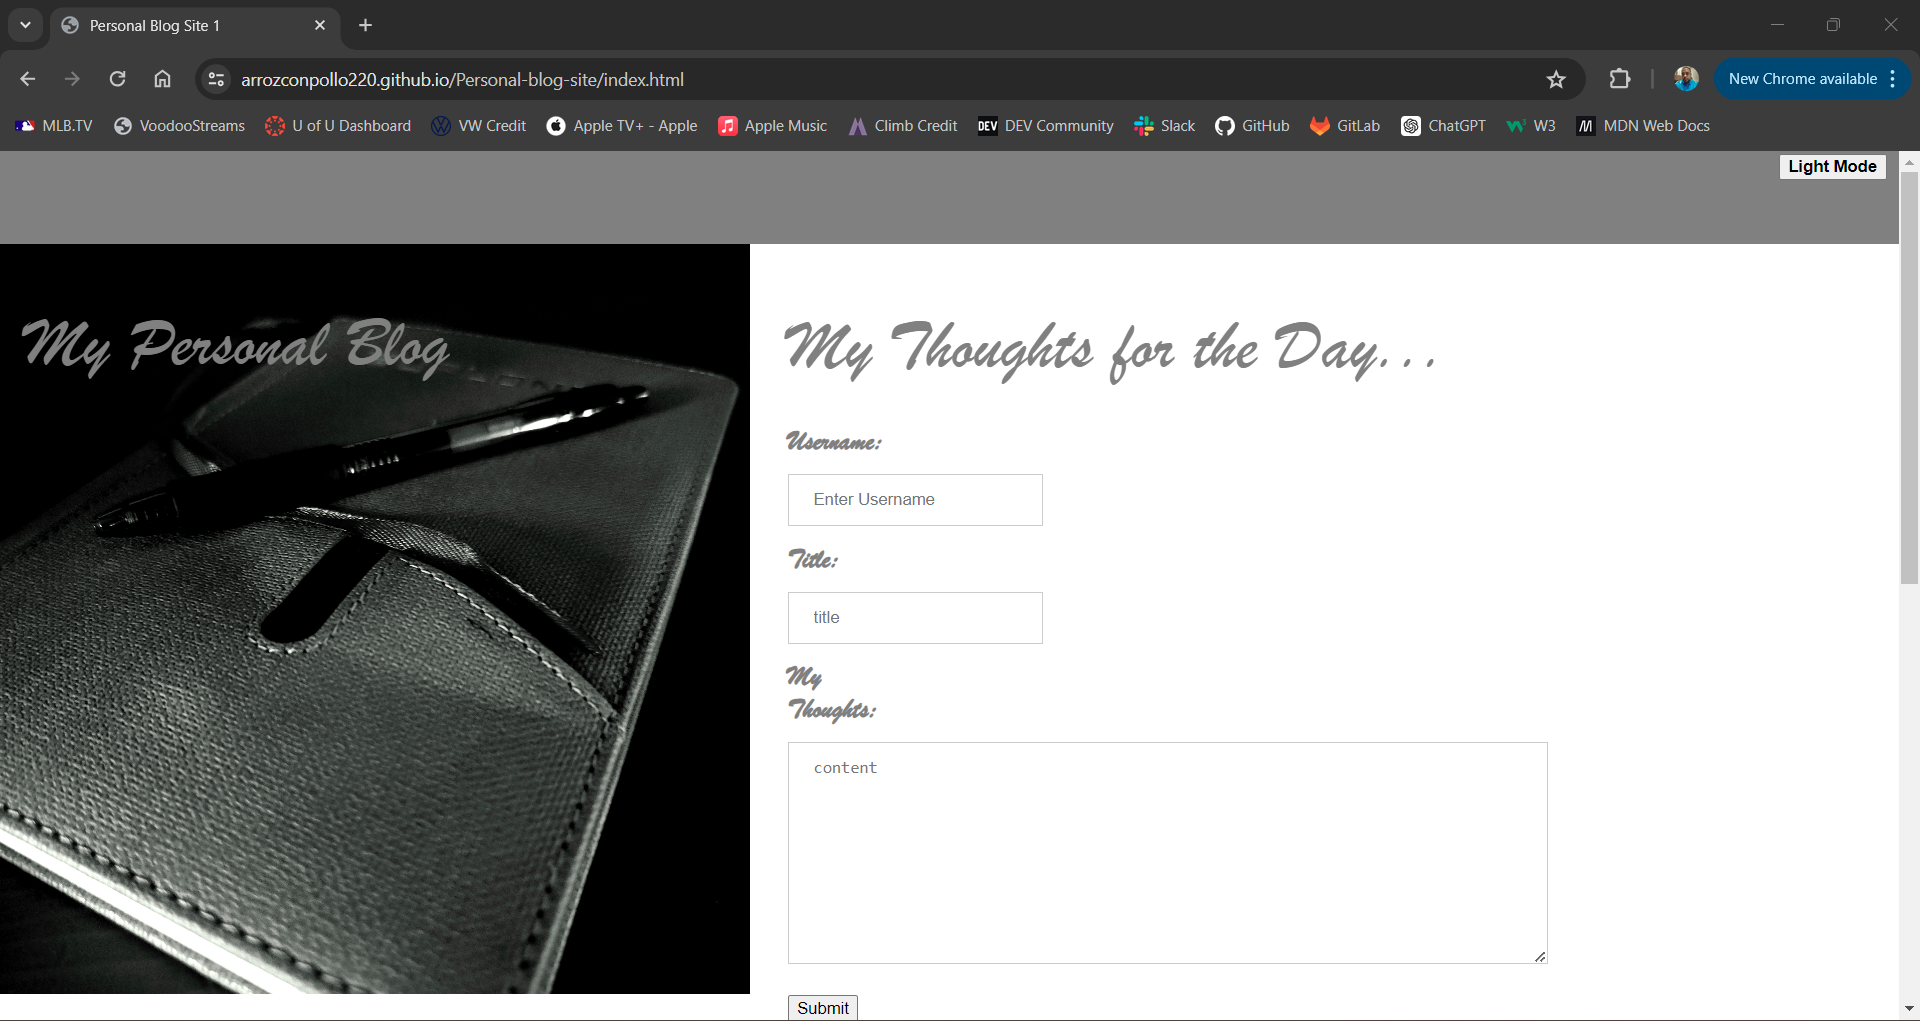 Personal Blog Site 1
arrozconpollo220.github.io/Personal-blog-site/index.html
New Chrome available
MLB.TV VoodooStreams U of U Dashboard VW Credit Apple TV+ - Apple Apple Music Climb Credit DEV DEV Community Slack GitHub GitLab ChatGPT W3 MDN Web Docs
Light Mode
My Personal Blog
My Thoughts for the Day...
Username:
Enter Username
Title:
title
My
Thoughts:
content
Submit